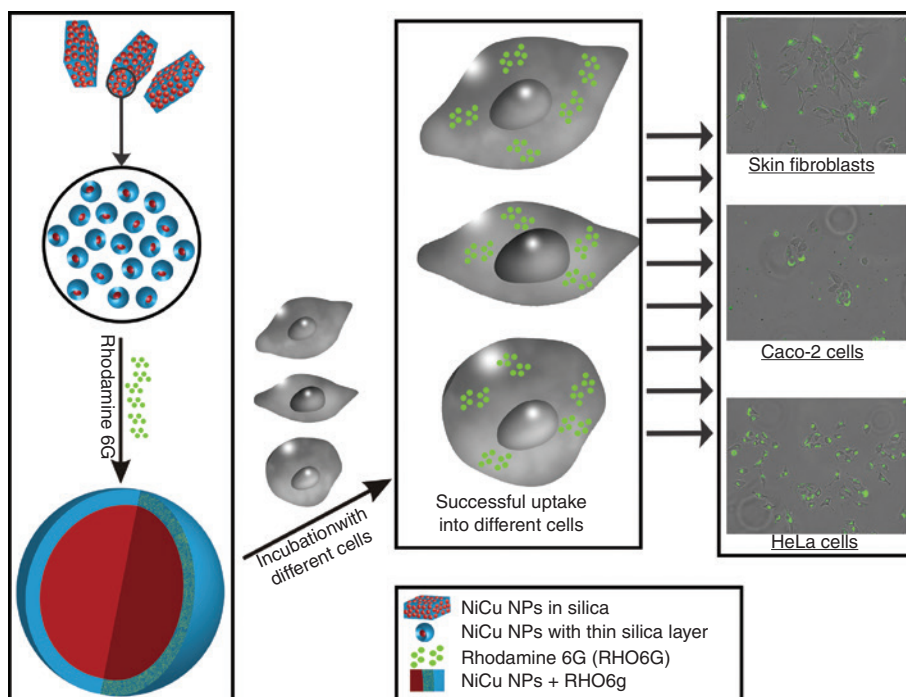 Rhodamine 6G
Incubationwith
different cells
Successful uptake
into different cells
Skin fibroblasts
Caco-2 cells
HeLa cells
NiCu NPs in silica
NiCu NPs with thin silica layer
Rhodamine 6G (RHO6G)
NiCu NPs + RHO6g